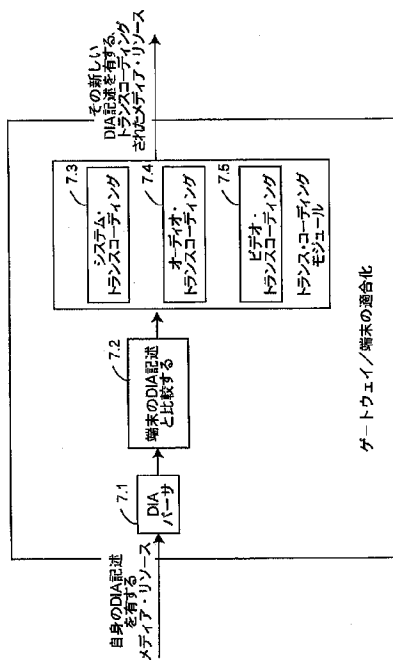 自身のDIA記述
を有する
メディア・リソース
7.1
DIA
パーサ
7.2
端末のDIA記述
と比較する
7.3
システム・
トランスコーディング
7.4
オーディオ・
トランスコーディング
7.5
ビデオ・
トランスコーディング
トランス・コーディング
モジュール
その新しい
DIA記述を有する、
トランスコーディング
されたメディア・リソース
ゲートウェイ/端末の適合化